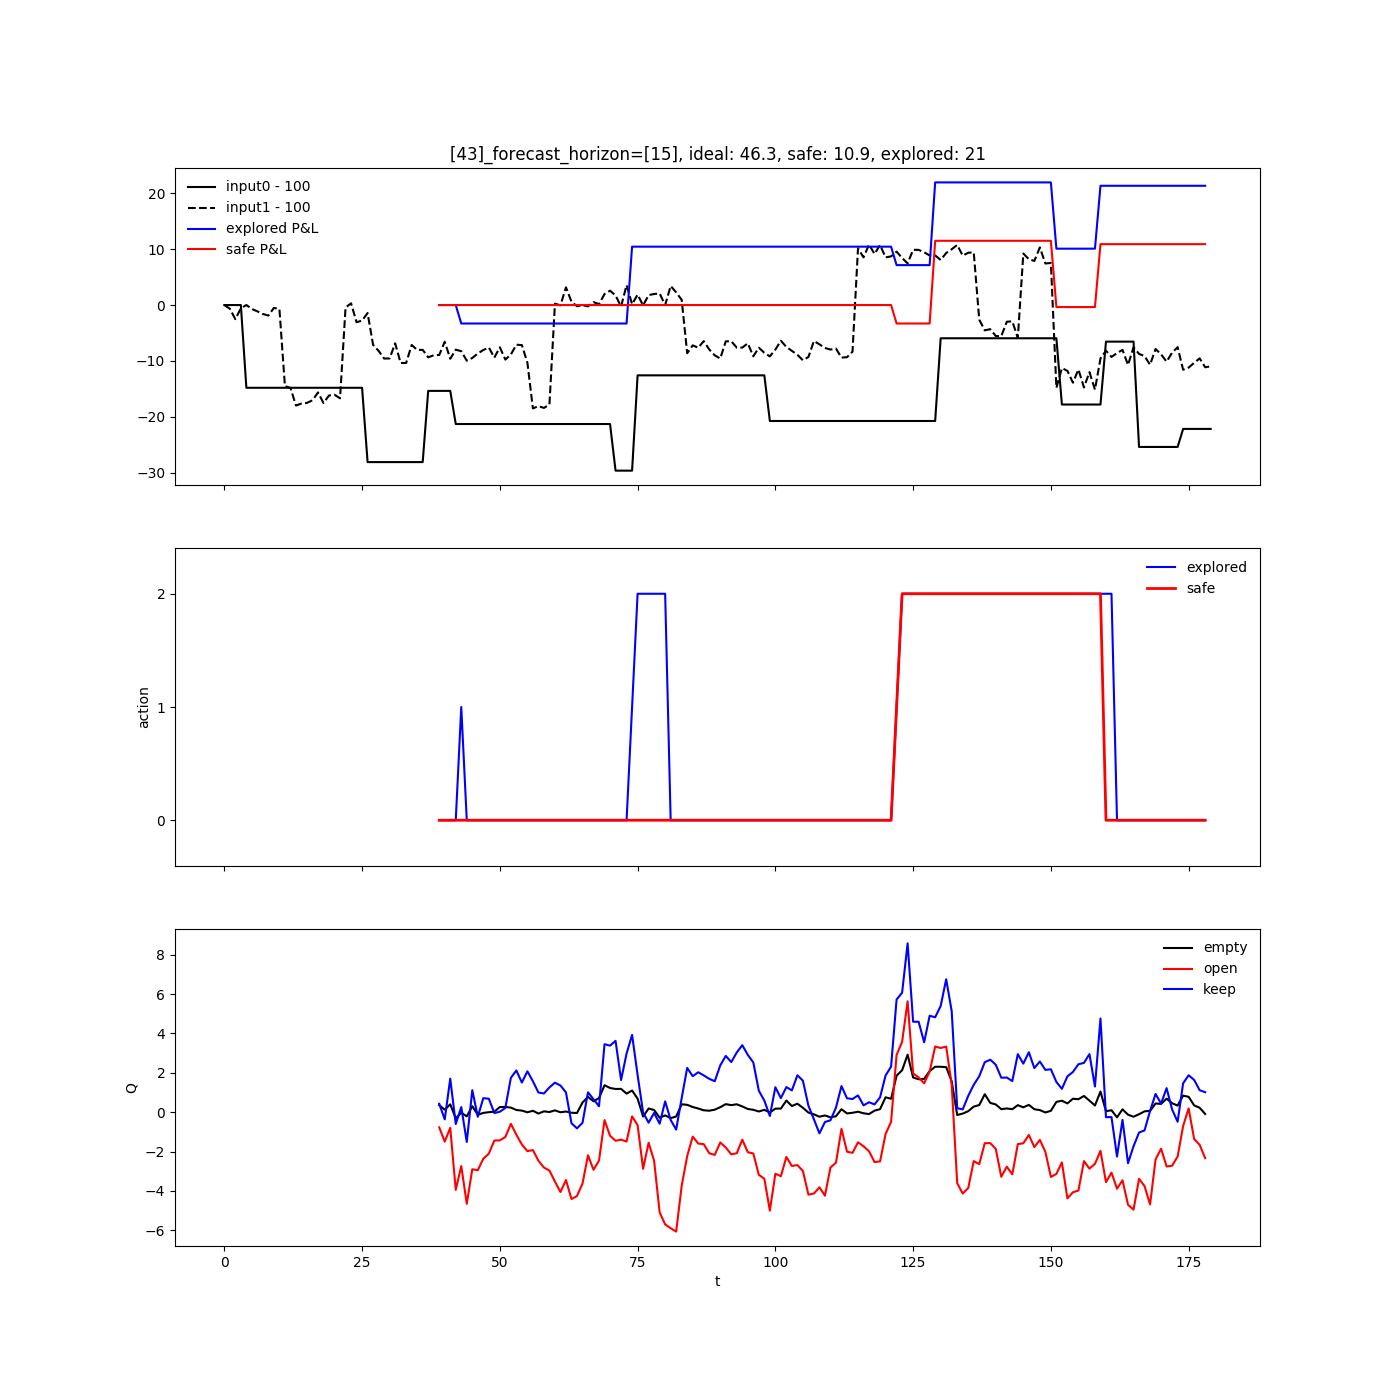 [43]_forecast_horizon=[15], ideal: 46.3, safe: 10.9, explored: 21
input0 - 100
input1 - 100
explored P&L
safe P&L
20
10
0
−10
−20
−30
explored
safe
2
1
0
action
empty
open
keep
8
6
4
2
0
−2
−4
−6
Q
0 25 50 75 100 125 150 175
t